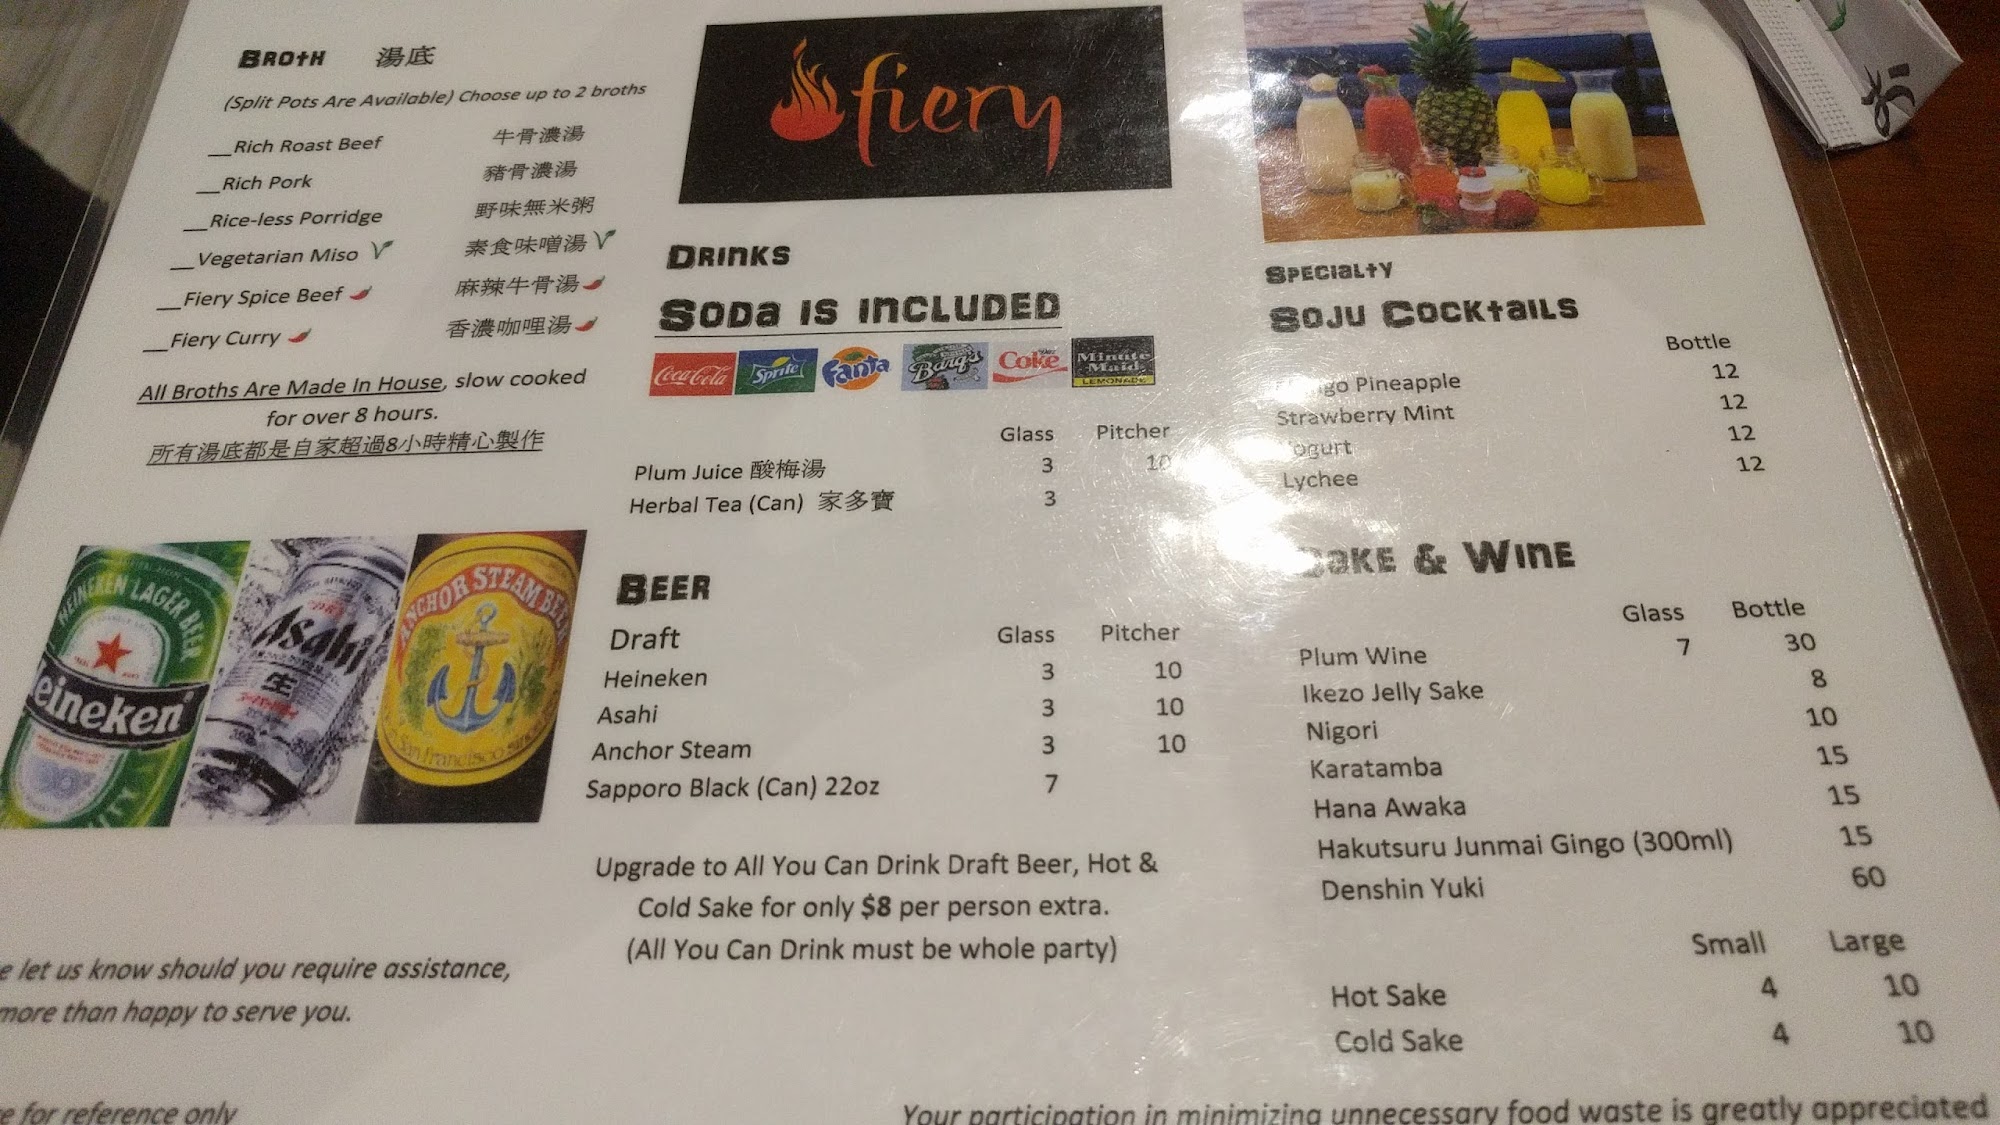 BROTH 湯底
(Split Pots Are Available) Choose up to 2 broths
__Rich Roast Beef 牛骨濃湯
__Rich Pork 豬骨濃湯
__Rice-less Porridge 野味無米粥
__Vegetarian Miso 素食味噌湯
__Fiery Spice Beef 麻辣牛骨湯
__Fiery Curry 香濃咖哩湯
All Broths Are Made In House, slow cooked
for over 8 hours.
所有湯底都是自家超過8小時精心製作
HEINEKEN LAGER BEER
Heineken
Asahi
生
ANCHOR STEAM BEER
San Francisco since
let us know should you require assistance,
more than happy to serve you.
for reference only
fiery
DRINKS
SODA IS INCLUDED
Coca-Cola Sprite Fanta Barq's Coke Minute Maid LEMONADE
Glass Pitcher
Plum Juice 酸梅湯 3 10
Herbal Tea (Can) 家多寶 3
BEER
Draft Glass Pitcher
Heineken 3 10
Asahi 3 10
Anchor Steam 3 10
Sapporo Black (Can) 22oz 7
Upgrade to All You Can Drink Draft Beer, Hot &
Cold Sake for only $8 per person extra.
(All You Can Drink must be whole party)
SPECIALTY
SOJU COCKTAILS
Bottle
Pineapple 12
Strawberry Mint 12
Yogurt 12
Lychee 12
SAKE & WINE
Glass Bottle
Plum Wine 7 30
Ikezo Jelly Sake 8
Nigori 10
Karatamba 15
Hana Awaka 15
Hakutsuru Junmai Gingo (300ml) 15
Denshin Yuki 60
Small Large
Hot Sake 4 10
Cold Sake 4 10
Your participation in minimizing unnecessary food waste is greatly appreciated